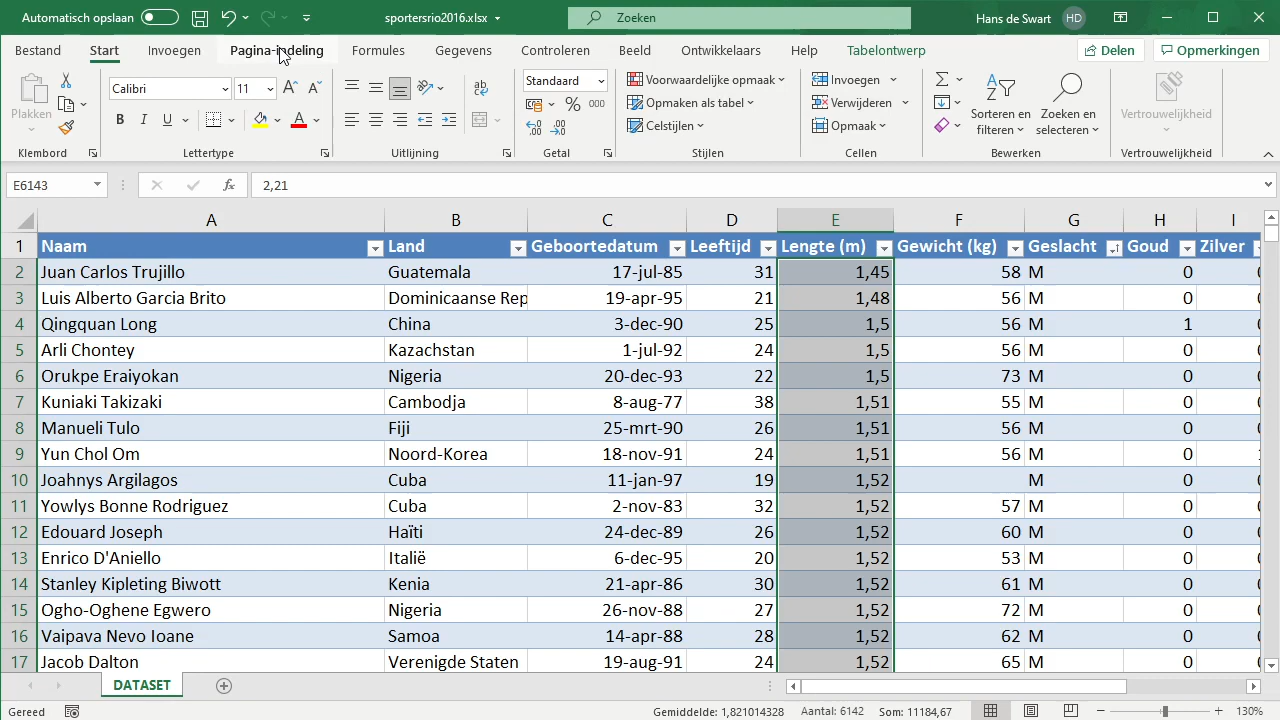 Automatisch opslaan sportersrio2016.xlsx Zoeken Hans de Swart HD
Bestand Start Invoegen Pagina-indeling Formules Gegevens Controleren Beeld Ontwikkelaars Help Tabelontwerp Delen Opmerkingen
Plakken Calibri 11 Standaard Voorwaardelijke opmaak Invoegen Sorteren en filteren Zoeken en selecteren Vertrouwelijkheid
B I U A % 000 Opmaken als tabel Verwijderen
Celstijlen Opmaak
Klembord Lettertype Uitlijning Getal Stijlen Cellen Bewerken Vertrouwelijkheid
E6143 fx 2,21
A B C D E F G H I
1 Naam Land Geboortedatum Leeftijd Lengte (m) Gewicht (kg) Geslacht Goud Zilver
2 Juan Carlos Trujillo Guatemala 17-jul-85 31 1,45 58 M 0
3 Luis Alberto Garcia Brito Dominicaanse Rep 19-apr-95 21 1,48 56 M 0
4 Qingquan Long China 3-dec-90 25 1,5 56 M 1
5 Arli Chontey Kazachstan 1-jul-92 24 1,5 56 M 0
6 Orukpe Eraiyokan Nigeria 20-dec-93 22 1,5 73 M 0
7 Kuniaki Takizaki Cambodja 8-aug-77 38 1,51 55 M 0
8 Manueli Tulo Fiji 25-mrt-90 26 1,51 56 M 0
9 Yun Chol Om Noord-Korea 18-nov-91 24 1,51 56 M 0
10 Joahnys Argilagos Cuba 11-jan-97 19 1,52 M 0
11 Yowlys Bonne Rodriguez Cuba 2-nov-83 32 1,52 57 M 0
12 Edouard Joseph Haïti 24-dec-89 26 1,52 60 M 0
13 Enrico D'Aniello Italië 6-dec-95 20 1,52 53 M 0
14 Stanley Kipleting Biwott Kenia 21-apr-86 30 1,52 61 M 0
15 Ogho-Oghene Egwero Nigeria 26-nov-88 27 1,52 72 M 0
16 Vaipava Nevo Ioane Samoa 14-apr-88 28 1,52 62 M 0
17 Jacob Dalton Verenigde Staten 19-aug-91 24 1,52 65 M 0
DATASET
Gereed Gemiddelde: 1,821014328 Aantal: 6142 Som: 11184,67 130%